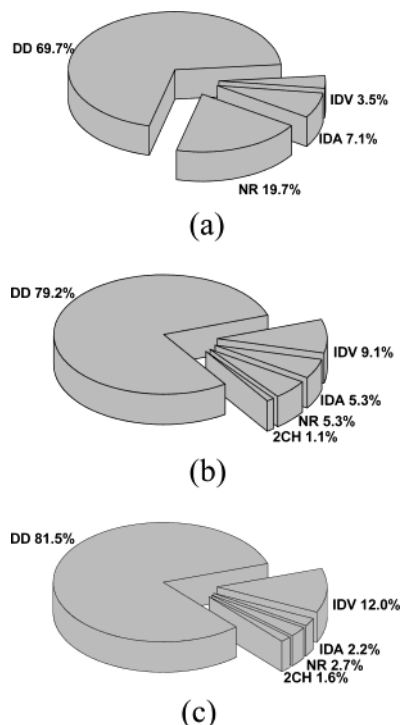 DD 69.7%
IDV 3.5%
IDA 7.1%
NR 19.7%
(a)
DD 79.2%
IDV 9.1%
IDA 5.3%
NR 5.3%
2CH 1.1%
(b)
DD 81.5%
IDV 12.0%
IDA 2.2%
NR 2.7%
2CH 1.6%
(c)